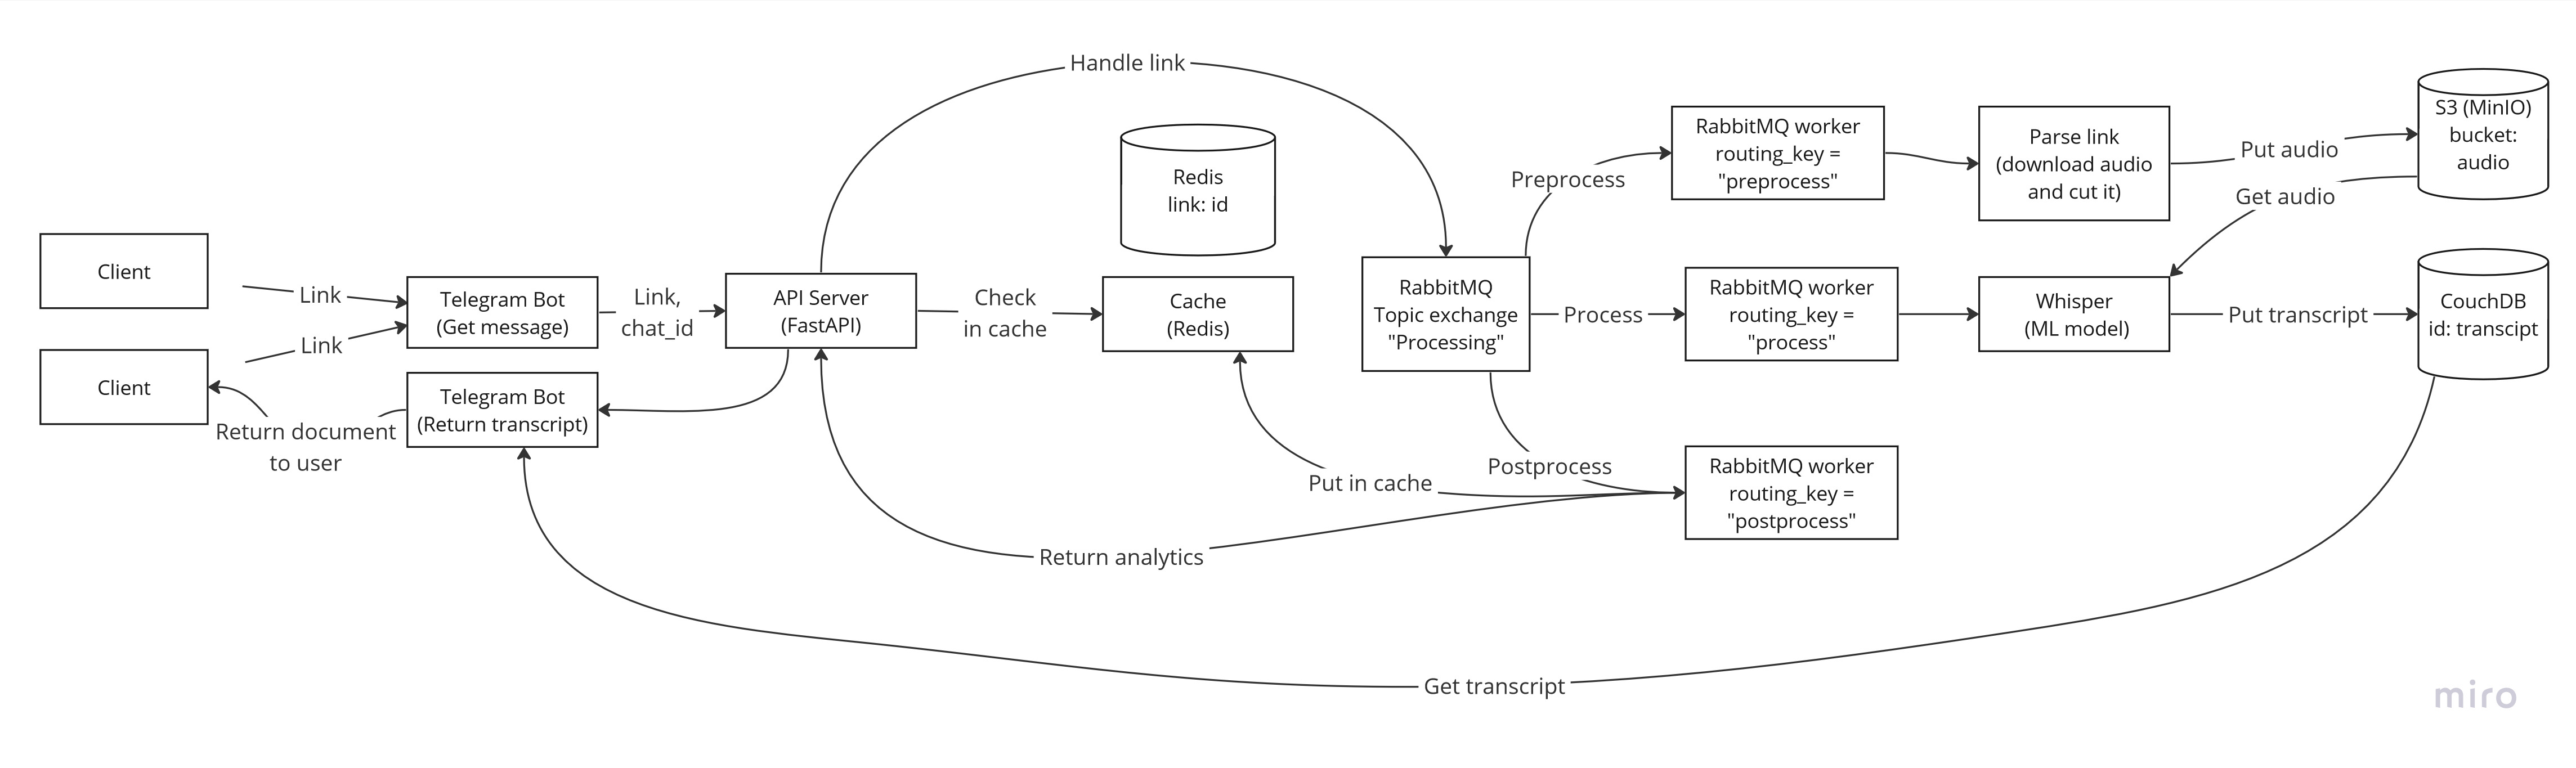 Handle link
S3 (MinIO)
bucket:
audio
RabbitMQ worker
routing_key =
"preprocess"
Parse link
(download audio
and cut it)
Put audio
Redis
link: id
Preprocess
Get audio
Client
Link
Telegram Bot
(Get message)
Link,
chat_id
API Server
(FastAPI)
Check
in cache
Cache
(Redis)
RabbitMQ
Topic exchange
"Processing"
Process
RabbitMQ worker
routing_key =
"process"
Whisper
(ML model)
Put transcript
CouchDB
id: transcipt
Link
Client
Telegram Bot
(Return transcript)
Return document
to user
Postprocess
Put in cache
RabbitMQ worker
routing_key =
"postprocess"
Return analytics
Get transcript
miro